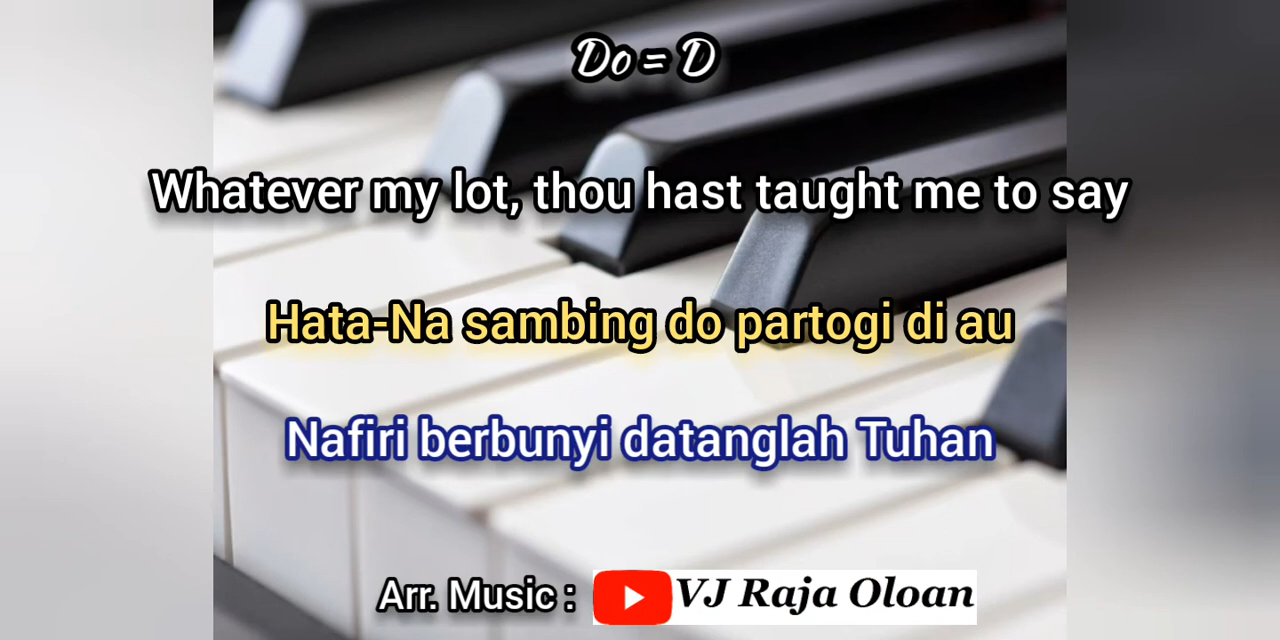 Do = D
Whatever my lot, thou hast taught me to say
Hata-Na sambing do partogi di au
Nafiri berbunyi datanglah Tuhan
Arr. Music : VJ Raja Oloan